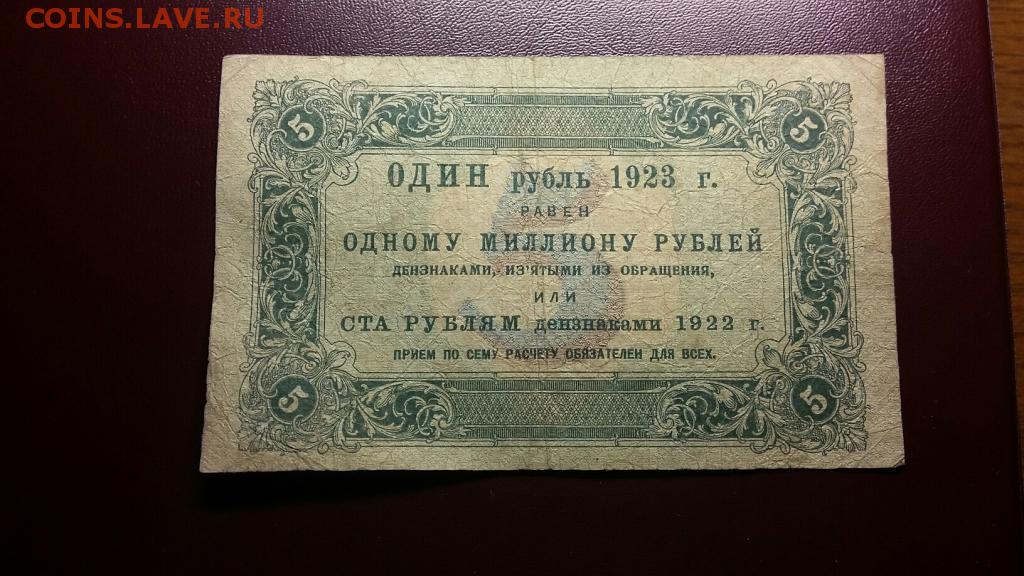 COINS.LAVE.RU
5 5
ОДИН рубль 1923 г.
РАВЕН
ОДНОМУ МИЛЛИОНУ РУБЛЕЙ
ДЕНЗНАКАМИ, ИЗ'ЯТЫМИ ИЗ ОБРАЩЕНИЯ,
ИЛИ
СТА РУБЛЯМ дензнаками 1922 г.
ПРИЕМ ПО СЕМУ РАСЧЕТУ ОБЯЗАТЕЛЕН ДЛЯ ВСЕХ.
5
5 5